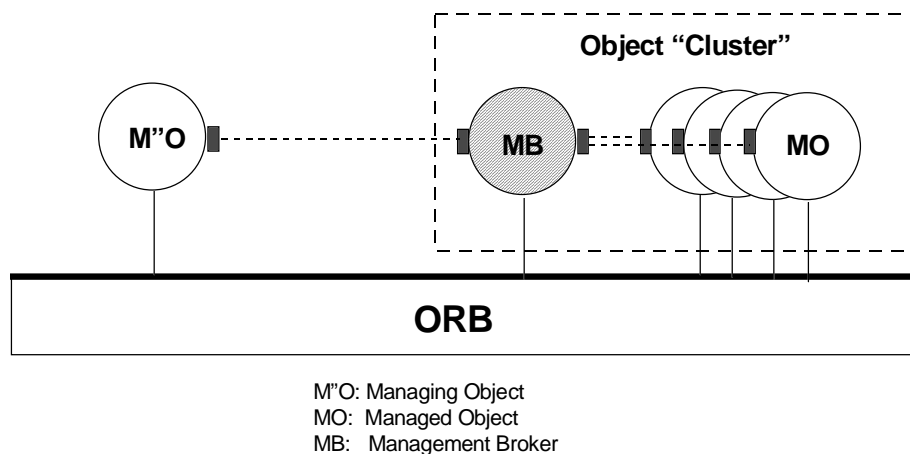 Object “Cluster”
M”O
MB
MO
ORB
M”O: Managing Object
MO: Managed Object
MB: Management Broker